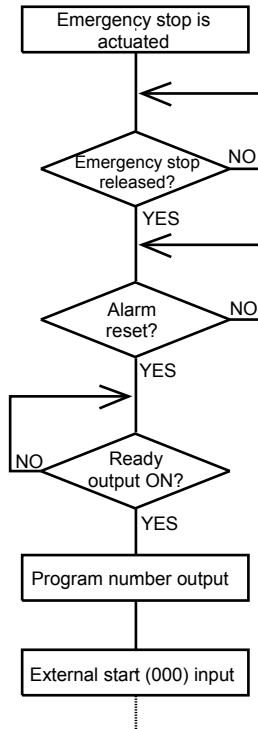 Emergency stop is
actuated
Emergency stop
released?
NO
YES
Alarm
reset?
NO
YES
Ready
output ON?
NO
YES
Program number output
External start (000) input